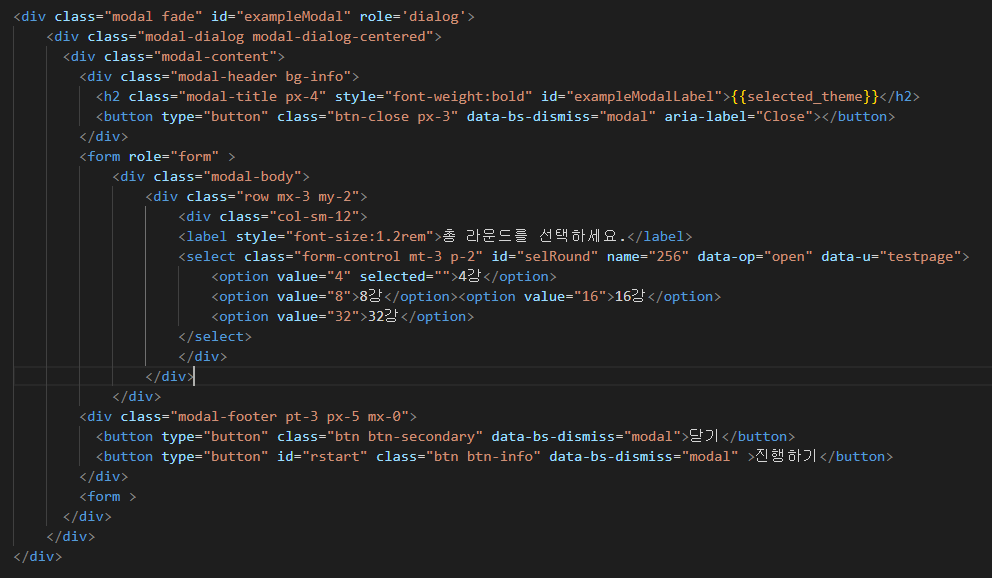 <div class="modal fade" id="exampleModal" role='dialog'>
<div class="modal-dialog modal-dialog-centered">
<div class="modal-content">
<div class="modal-header bg-info">
<h2 class="modal-title px-4" style="font-weight:bold" id="exampleModalLabel">{{selected_theme}}</h2>
<button type="button" class="btn-close px-3" data-bs-dismiss="modal" aria-label="Close"></button>
</div>
<form role="form" >
<div class="modal-body">
<div class="row mx-3 my-2">
<div class="col-sm-12">
<label style="font-size:1.2rem">총 라운드를 선택하세요.</label>
<select class="form-control mt-3 p-2" id="selRound" name="256" data-op="open" data-u="testpage">
<option value="4" selected="">4강</option>
<option value="8">8강</option><option value="16">16강</option>
<option value="32">32강</option>
</select>
</div>
</div>
</div>
<div class="modal-footer pt-3 px-5 mx-0">
<button type="button" class="btn btn-secondary" data-bs-dismiss="modal">닫기</button>
<button type="button" id="rstart" class="btn btn-info" data-bs-dismiss="modal" >진행하기</button>
</div>
<form >
</div>
</div>
</div>